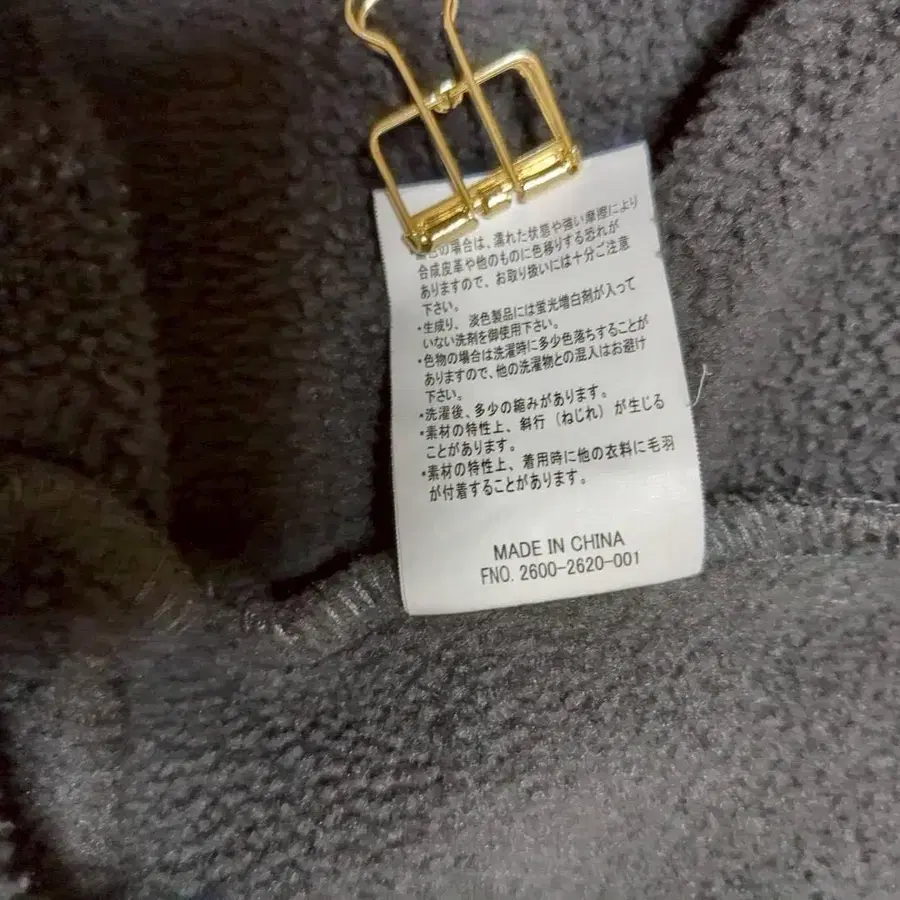 の場合は、濡れた状態や強い摩擦により
合成皮革や他のものに色移りする恐れが
ありますので、お取り扱いには十分ご注意
下さい。
・生成り、淡色製品には蛍光増白剤が入って
いない洗剤を御使用下さい。
・色物の場合は洗濯時に多少色落ちすることが
ありますので、他の洗濯物との混入はお避け
下さい。
・洗濯後、多少の縮みがあります。
・素材の特性上、斜行（ねじれ）が生じる
ことがあります。
・素材の特性上、着用時に他の衣料に毛羽
が付着することがあります。
MADE IN CHINA
FNO. 2600-2620-001